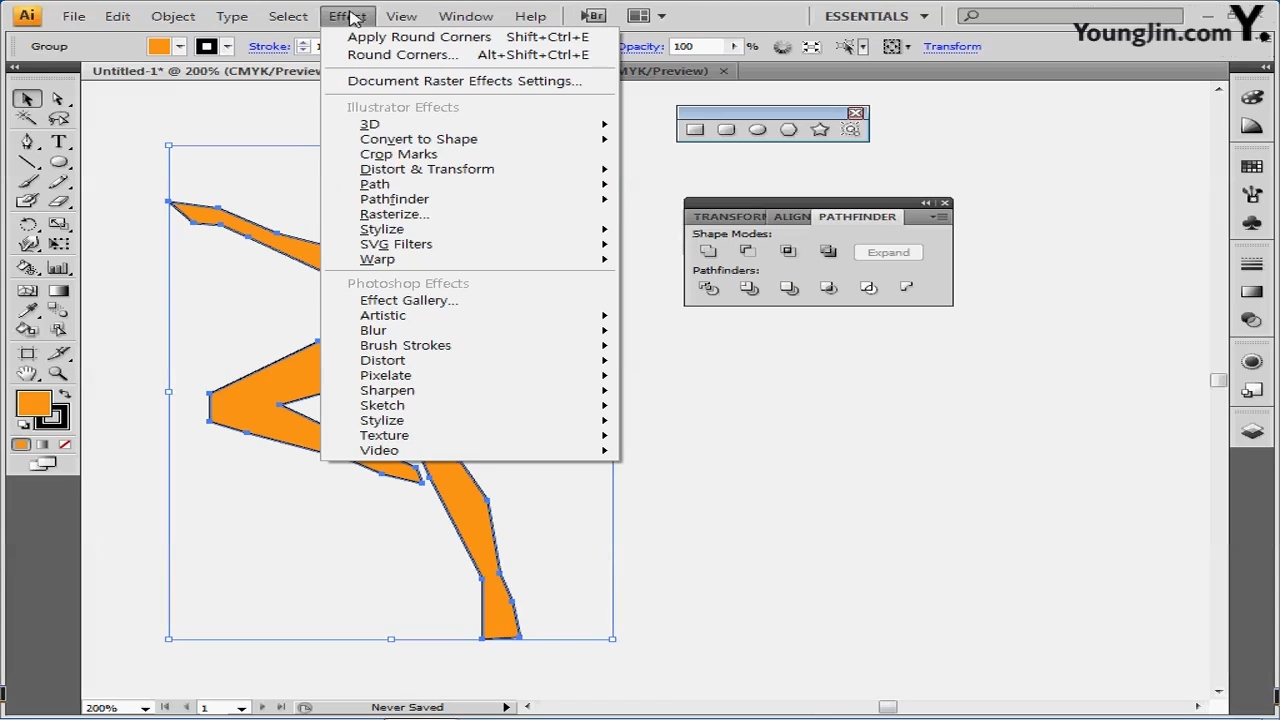 Ai File Edit Object Type Select Effect View Window Help Br ESSENTIALS
YoungJin.com Y.
Group Stroke: Opacity: 100 % Transform
Untitled-1* @ 200% (CMYK/Preview MYK/Preview)
Apply Round Corners Shift+Ctrl+E
Round Corners... Alt+Shift+Ctrl+E
Document Raster Effects Settings...
Illustrator Effects
3D
Convert to Shape
Crop Marks
Distort & Transform
Path
Pathfinder
Rasterize...
Stylize
SVG Filters
Warp
Photoshop Effects
Effect Gallery...
Artistic
Blur
Brush Strokes
Distort
Pixelate
Sharpen
Sketch
Stylize
Texture
Video
TRANSFORM ALIGN PATHFINDER
Shape Modes:
Expand
Pathfinders:
200% 1 Never Saved